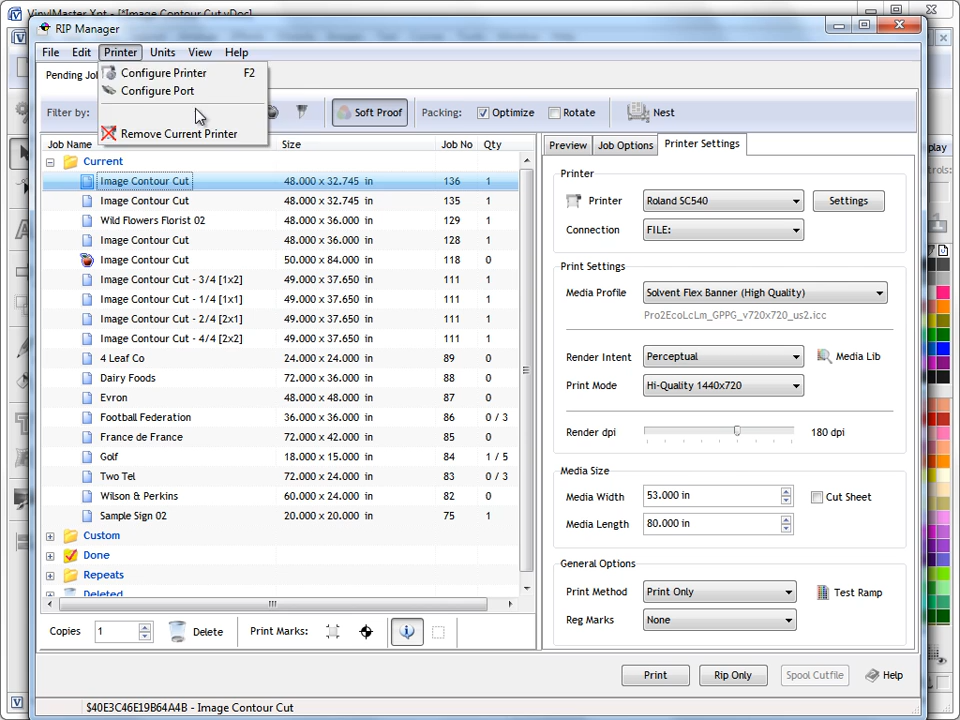 VinylMaster Xpt - [*Image Contour Cut.vDoc]
RIP Manager
File Edit Printer Units View Help
Pending Jo
Configure Printer F2
Configure Port
Remove Current Printer
Filter by: Soft Proof Packing: Optimize Rotate Nest
Job Name Size Job No Qty
Current
Image Contour Cut 48.000 x 32.745 in 136 1
Image Contour Cut 48.000 x 32.745 in 135 1
Wild Flowers Florist 02 48.000 x 36.000 in 129 1
Image Contour Cut 48.000 x 36.000 in 128 1
Image Contour Cut 50.000 x 84.000 in 118 0
Image Contour Cut - 3/4 [1x2] 49.000 x 37.650 in 111 1
Image Contour Cut - 1/4 [1x1] 49.000 x 37.650 in 111 1
Image Contour Cut - 2/4 [2x1] 49.000 x 37.650 in 111 1
Image Contour Cut - 4/4 [2x2] 49.000 x 37.650 in 111 1
4 Leaf Co 24.000 x 24.000 in 89 0
Dairy Foods 72.000 x 36.000 in 88 0
Evron 48.000 x 48.000 in 87 0
Football Federation 36.000 x 36.000 in 86 0 / 3
France de France 72.000 x 42.000 in 85 0
Golf 18.000 x 15.000 in 84 1 / 5
Two Tel 72.000 x 24.000 in 83 0 / 3
Wilson & Perkins 60.000 x 24.000 in 82 0
Sample Sign 02 20.000 x 20.000 in 75 1
Custom
Done
Repeats
Deleted
Copies 1 Delete Print Marks:
Preview Job Options Printer Settings
Printer
Printer Roland SC540 Settings
Connection FILE:
Print Settings
Media Profile Solvent Flex Banner (High Quality)
Pro2EcoLcLm_GPPG_v720x720_us2.icc
Render Intent Perceptual Media Lib
Print Mode Hi-Quality 1440x720
Render dpi 180 dpi
Media Size
Media Width 53.000 in Cut Sheet
Media Length 80.000 in
General Options
Print Method Print Only Test Ramp
Reg Marks None
Print Rip Only Spool Cutfile Help
$40E3C46E19B64A4B - Image Contour Cut
play
rols: